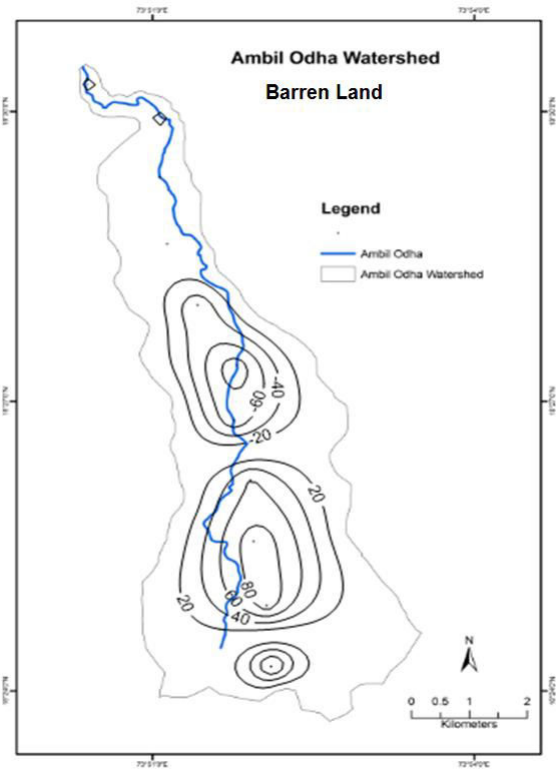 Ambil Odha Watershed
Barren Land
Legend
Ambil Odha
Ambil Odha Watershed
-40
-60
-20
20
80
60
20
40
N
0 0.5 1 2
Kilometers